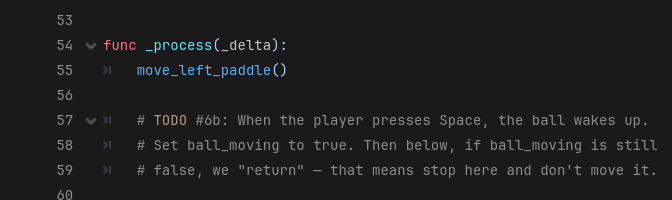 53
54 func _process(_delta):
55 move_left_paddle()
56
57 # TODO #6b: When the player presses Space, the ball wakes up.
58 # Set ball_moving to true. Then below, if ball_moving is still
59 # false, we "return" — that means stop here and don't move it.
60